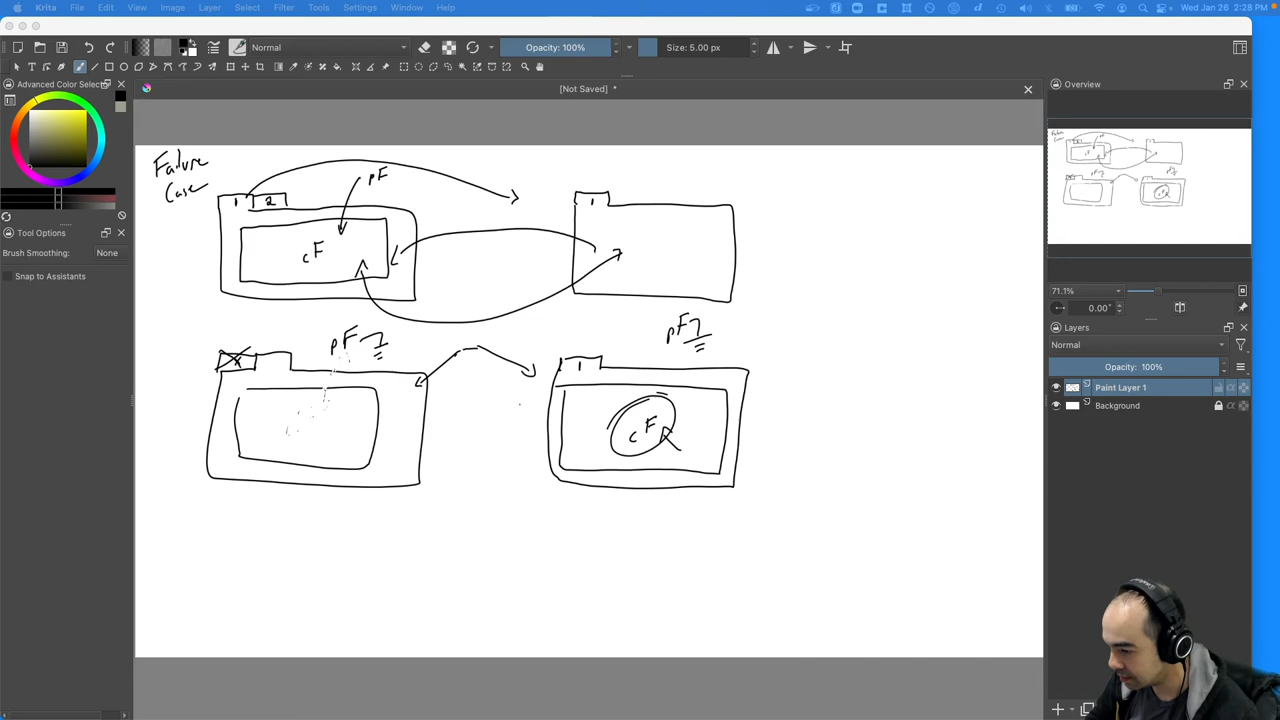 Krita File Edit View Image Layer Select Filter Tools Settings Window Help Wed Jan 26 2:28 PM
Normal Opacity: 100% Size: 5.00 px
Advanced Color Selec
[Not Saved] *
Overview
Tool Options
Brush Smoothing: None
Snap to Assistants
71.1%
0.00°
Layers
Normal
Opacity: 100%
Paint Layer 1
Background
Failure
Case
pF
1 2
1
cF
pF7
pF7
1
cF